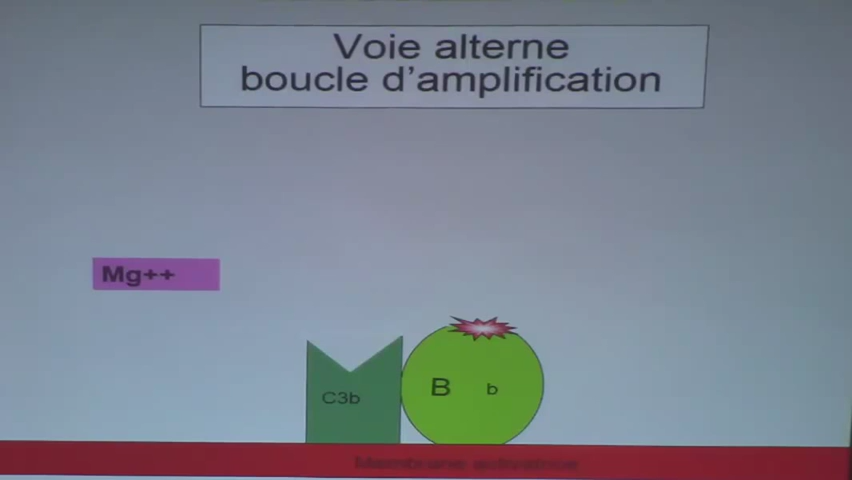 Voie alterne
boucle d'amplification
Mg++
C3b
B b
Membrane activatrice